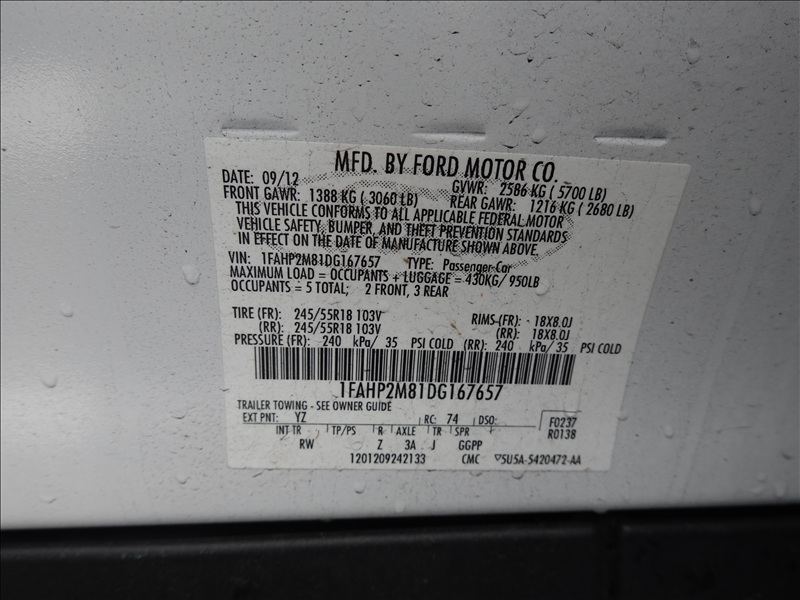 MFD. BY FORD MOTOR CO.
DATE: 09/12 GVWR: 2586 KG ( 5700 LB)
FRONT GAWR: 1388 KG ( 3060 LB) REAR GAWR: 1216 KG ( 2680 LB)
THIS VEHICLE CONFORMS TO ALL APPLICABLE FEDERAL MOTOR
VEHICLE SAFETY, BUMPER, AND THEFT PREVENTION STANDARDS
IN EFFECT ON THE DATE OF MANUFACTURE SHOWN ABOVE.
VIN: 1FAHP2M81DG167657 TYPE: Passenger Car
MAXIMUM LOAD = OCCUPANTS + LUGGAGE = 430KG/ 950LB
OCCUPANTS = 5 TOTAL; 2 FRONT, 3 REAR
TIRE (FR): 245/55R18 103V RIMS-(FR): 18X8.0J
(RR): 245/55R18 103V (RR): 18X8.0J
PRESSURE (FR): 240 kPa/ 35 PSI COLD (RR): 240 kPa/ 35 PSI COLD
1FAHP2M81DG167657
TRAILER TOWING - SEE OWNER GUIDE
EXT PNT: YZ RC: 74 DSO: F0237
INT TR TP/PS R AXLE TR SPR R0138
RW Z 3A J GGPP
1201209242133 CMC 5U5A-5420472-AA